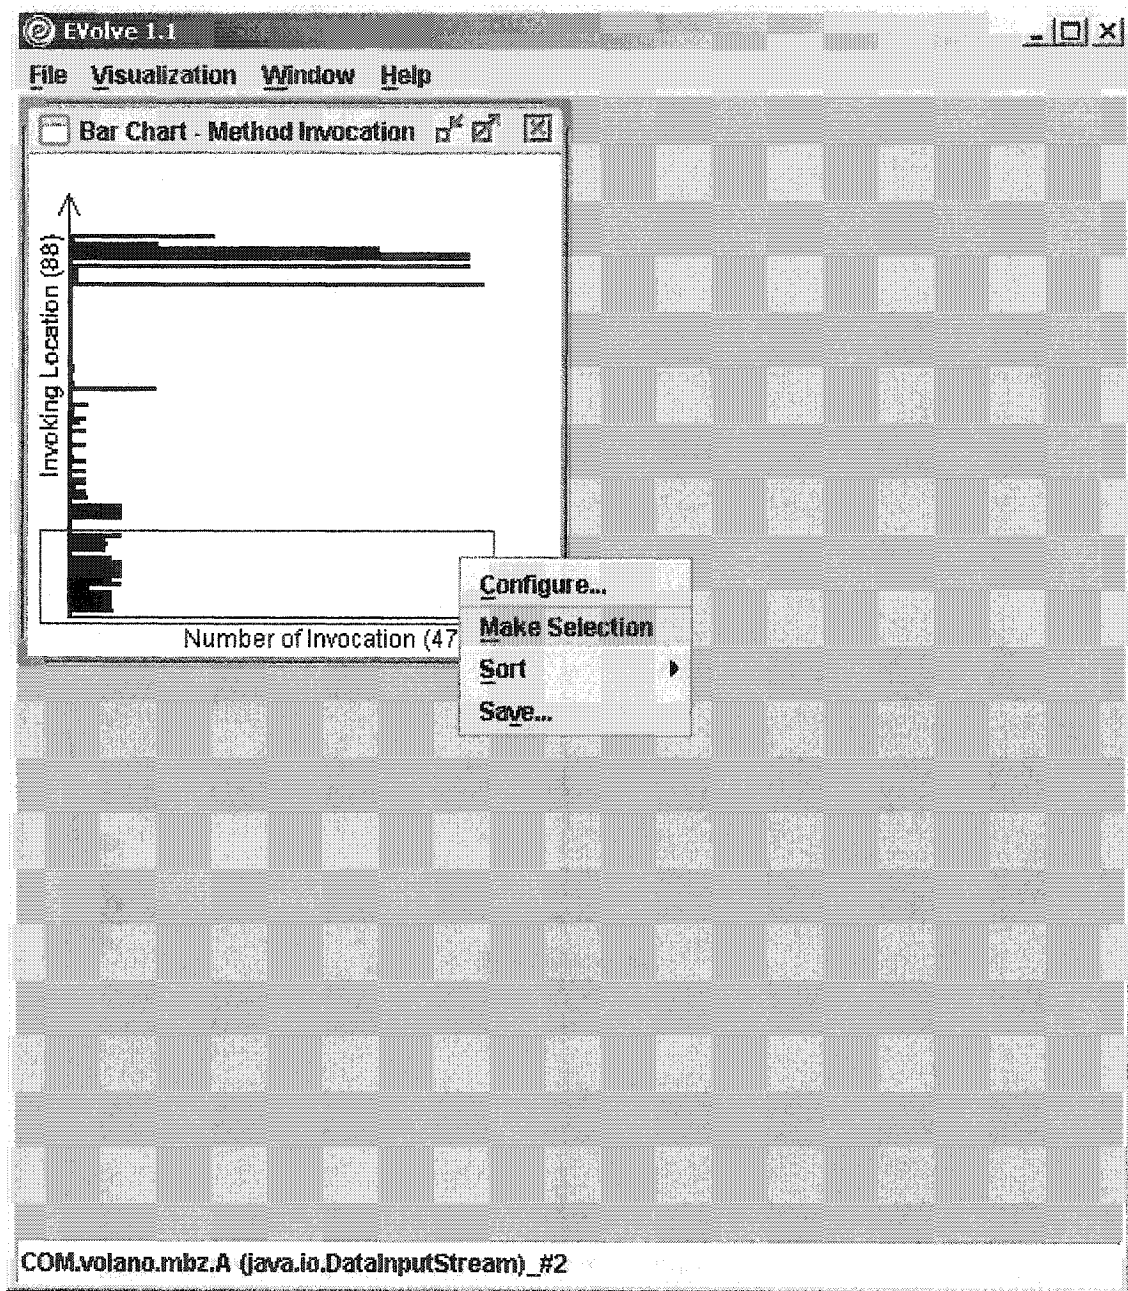 EVolve 1.1
File Visualization Window Help
Bar Chart - Method Invocation
Invoking Location (88)
Number of Invocation (47
Configure...
Make Selection
Sort
Save...
COM.volano.mbz.A (java.io.DataInputStream)_#2